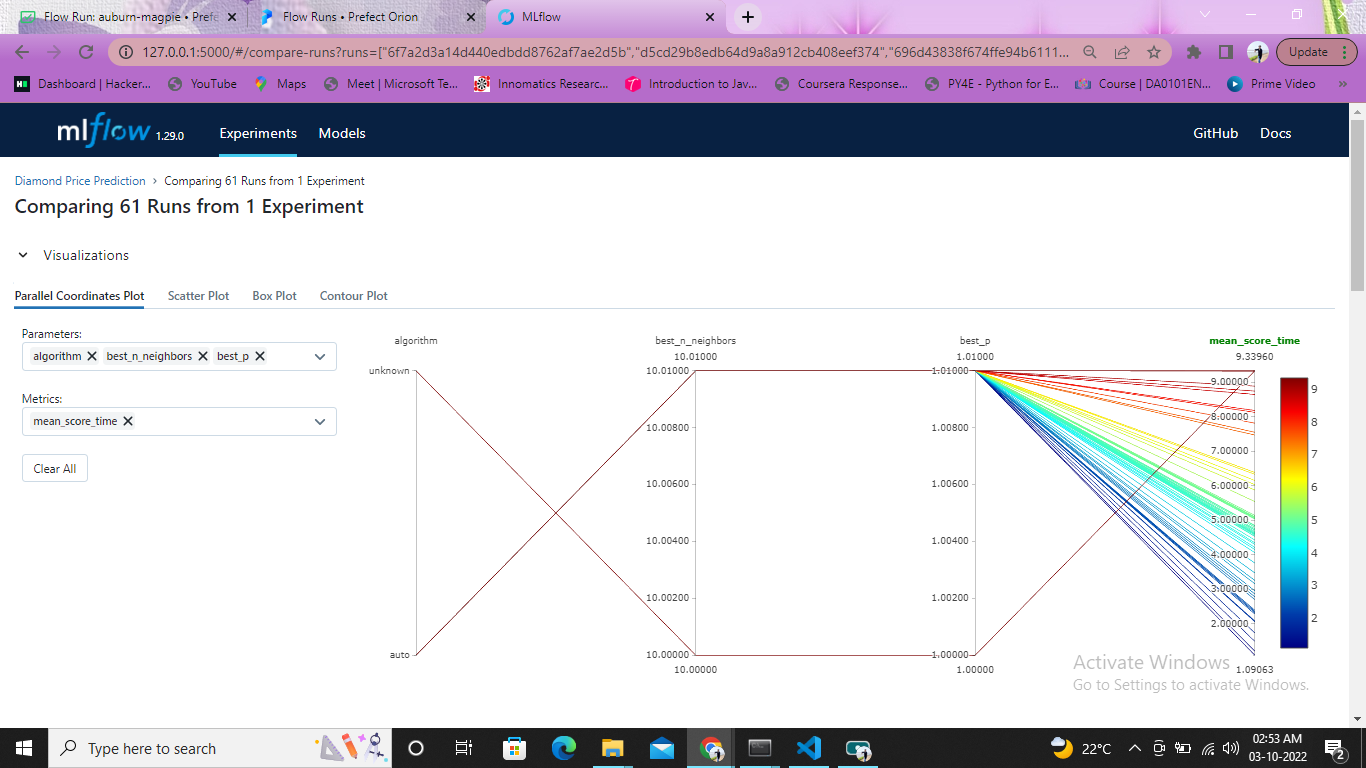 Flow Run: auburn-magpie • Prefe
Flow Runs • Prefect Orion
MLflow
127.0.0.1:5000/#/compare-runs?runs=["6f7a2d3a14d440edbdd8762af7ae2d5b","d5cd29b8edb64d9a8a912cb408eef374","696d43838f674ffe94b6111...
Update
Dashboard | Hacker...
YouTube
Maps
Meet | Microsoft Te...
Innomatics Researc...
Introduction to Jav...
Coursera Response...
PY4E - Python for E...
Course | DA0101EN...
Prime Video
»
mlflow 1.29.0
Experiments
Models
GitHub
Docs
Diamond Price Prediction › Comparing 61 Runs from 1 Experiment
Comparing 61 Runs from 1 Experiment
Visualizations
Parallel Coordinates Plot
Scatter Plot
Box Plot
Contour Plot
Parameters:
algorithm
best_n_neighbors
best_p
Metrics:
mean_score_time
Clear All
algorithm
unknown
auto
best_n_neighbors
10.01000
10.01000
10.00800
10.00600
10.00400
10.00200
10.00000
10.00000
best_p
1.01000
1.01000
1.00800
1.00600
1.00400
1.00200
1.00000
1.00000
mean_score_time
9.33960
9.00000
8.00000
7.00000
6.00000
5.00000
4.00000
3.00000
2.00000
1.09063
9
8
7
6
5
4
3
2
Activate Windows
Go to Settings to activate Windows.
Type here to search
22°C
02:53 AM
03-10-2022
2